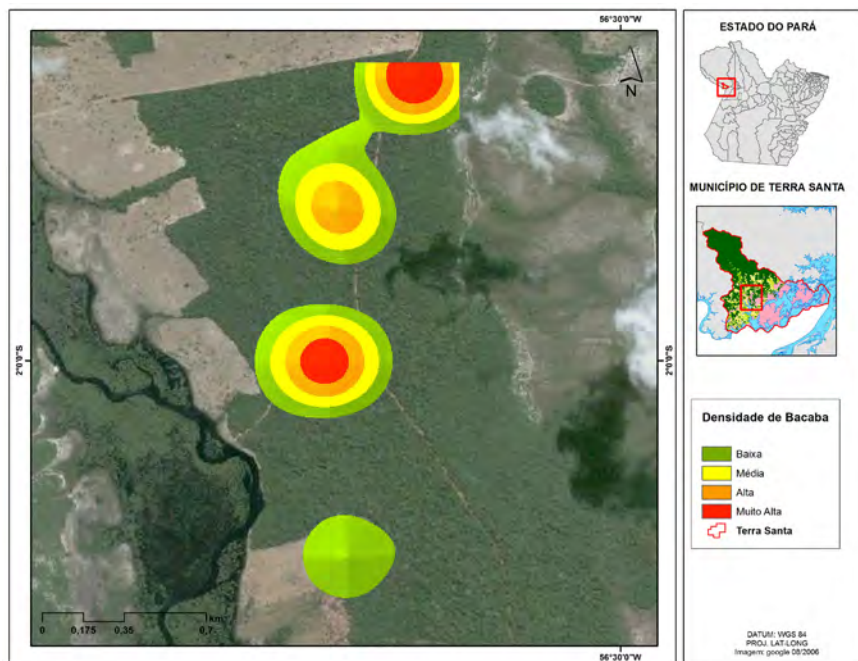 56°30'0"W
ESTADO DO PARÁ
N
MUNICÍPIO DE TERRA SANTA
2°0'0"S
2°0'0"S
Densidade de Bacaba
Baixa
Média
Alta
Muito Alta
Terra Santa
km
0 0,175 0,35 0,7
56°30'0"W
DATUM: WGS 84
PROJ. LAT-LONG
Imagem: google 08/2006